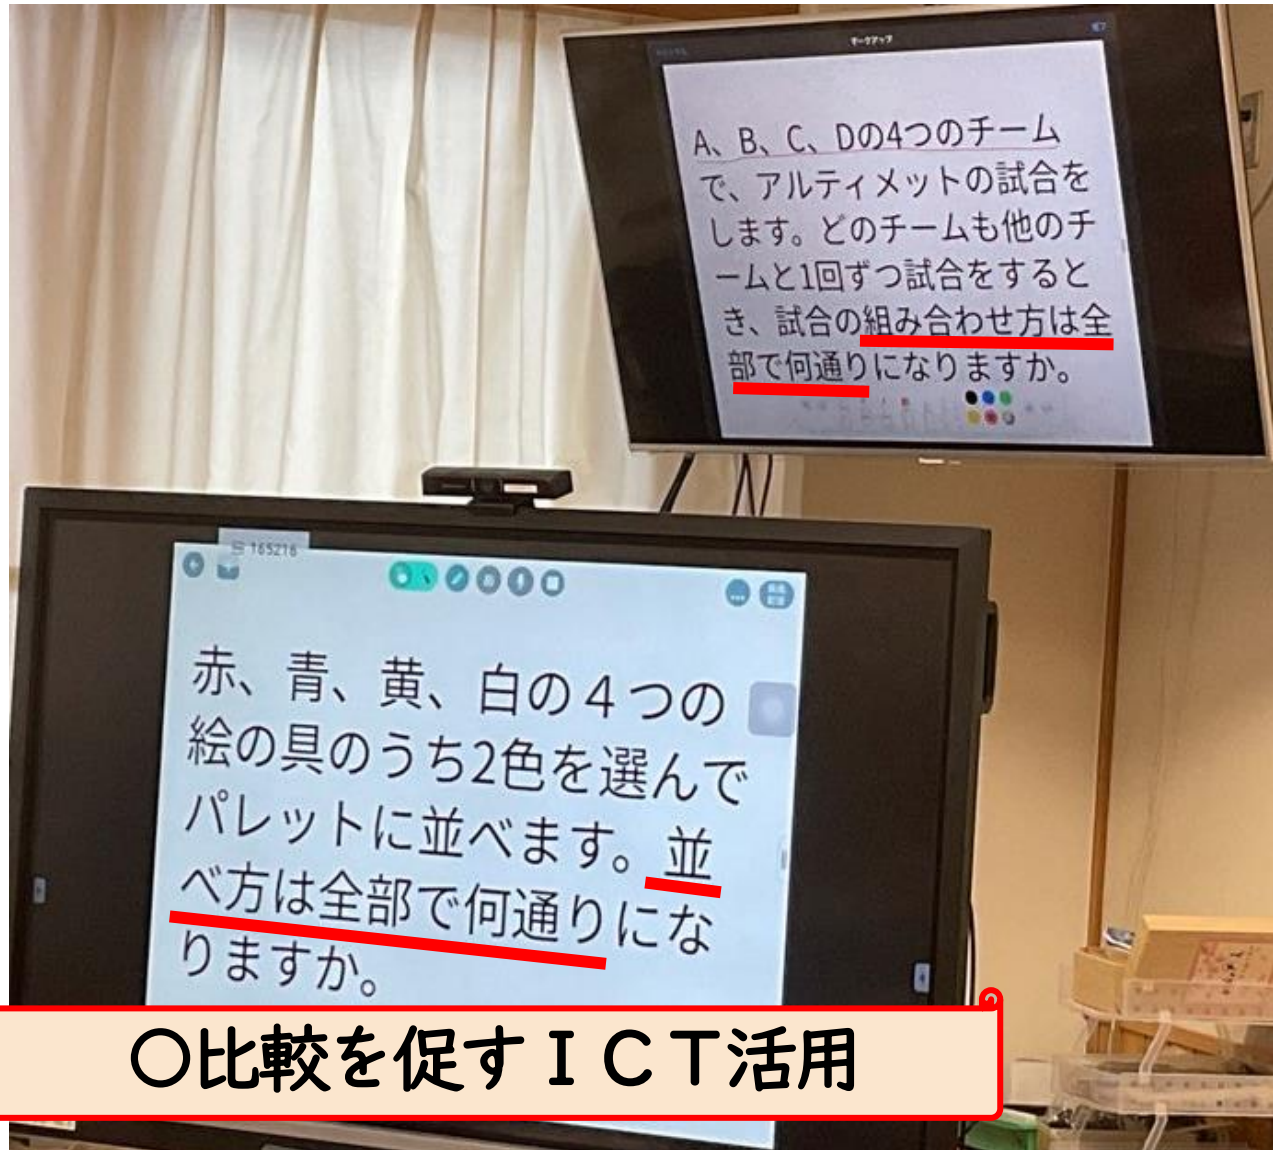 マークアップ
A、B、C、Dの4つのチーム
で、アルティメットの試合を
します。どのチームも他のチ
ームと1回ずつ試合をすると
き、試合の組み合わせ方は全
部で何通りになりますか。
165216
赤、青、黄、白の４つの
絵の具のうち2色を選んで
パレットに並べます。並
べ方は全部で何通りにな
りますか。
〇比較を促すＩＣＴ活用